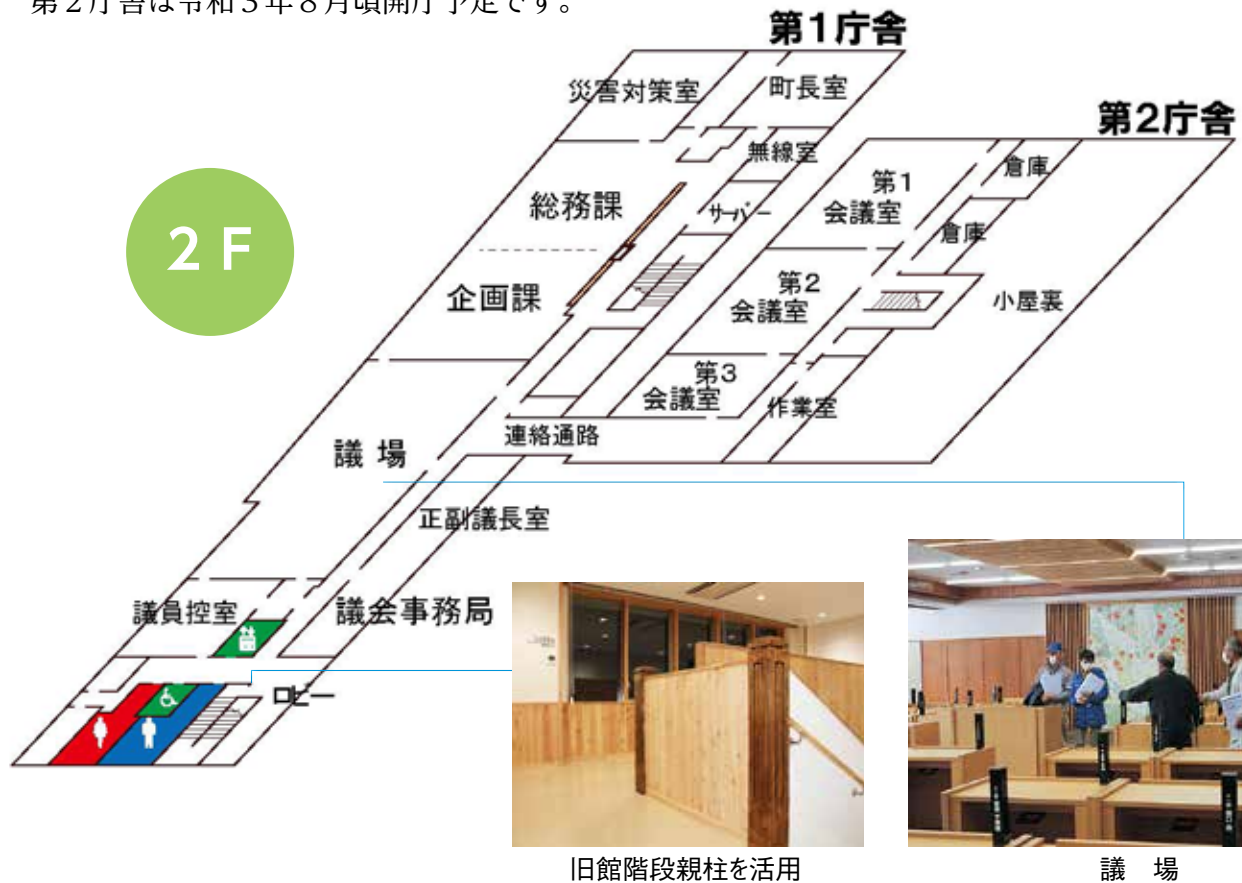 第２庁舎は令和３年８月頃開庁予定です。
第1庁舎
災害対策室
町長室
第2庁舎
無線室
倉庫
第1
会議室
総務課
サーバー
倉庫
2F
第2
会議室
企画課
小屋裏
第3
会議室
作業室
連絡通路
議 場
正副議長室
議員控室
議会事務局
ロビー
旧館階段親柱を活用
議　場